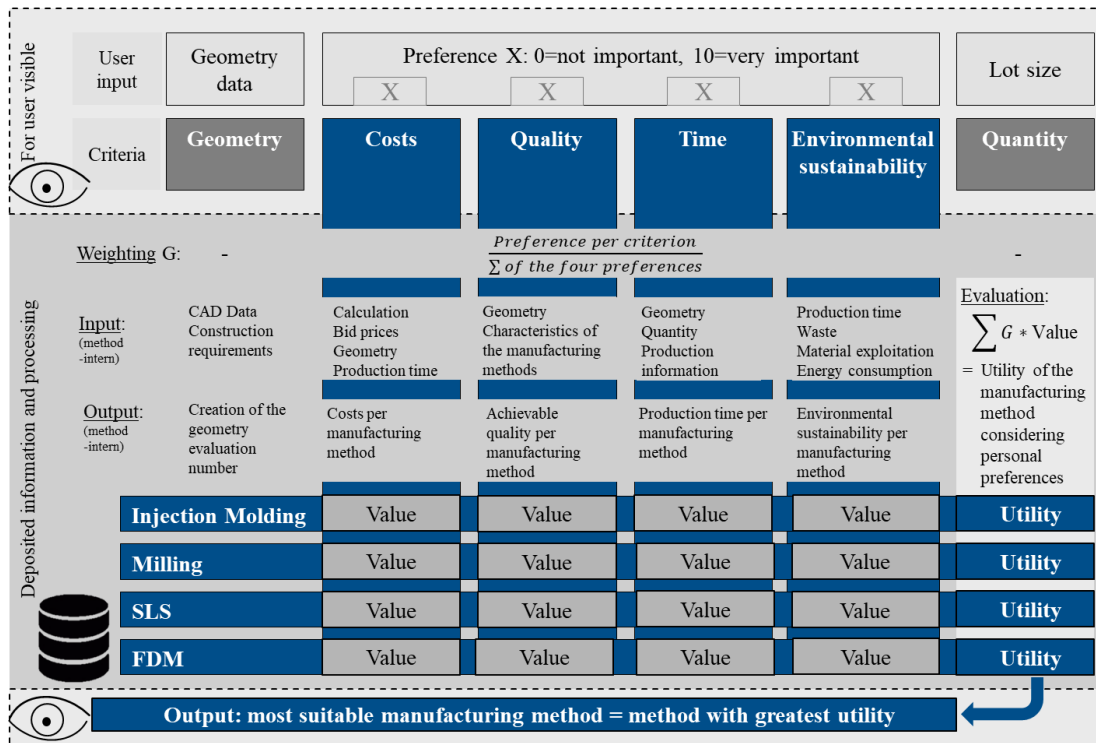 For user visible
User
input
Geometry
data
Preference X: 0=not important, 10=very important
X
X
X
X
Lot size
Criteria
Geometry
Costs
Quality
Time
Environmental
sustainability
Quantity
Deposited information and processing
Weighting G:
-
Preference per criterion
∑ of the four preferences
-
Input:
(method
-intern)
CAD Data
Construction
requirements
Calculation
Bid prices
Geometry
Production time
Geometry
Characteristics of
the manufacturing
methods
Geometry
Quantity
Production
information
Production time
Waste
Material exploitation
Energy consumption
Evaluation:
∑ G * Value
= Utility of the
manufacturing
method
considering
personal
preferences
Output:
(method
-intern)
Creation of the
geometry
evaluation
number
Costs per
manufacturing
method
Achievable
quality per
manufacturing
method
Production time per
manufacturing
method
Environmental
sustainability per
manufacturing
method
Injection Molding
Value
Value
Value
Value
Utility
Milling
Value
Value
Value
Value
Utility
SLS
Value
Value
Value
Value
Utility
FDM
Value
Value
Value
Value
Utility
Output: most suitable manufacturing method = method with greatest utility